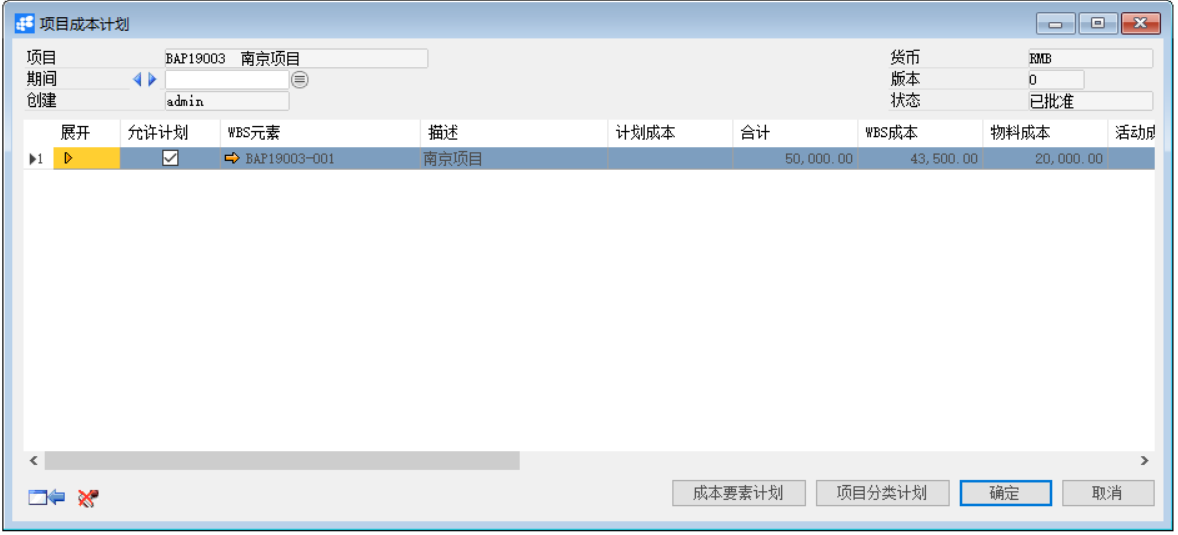 项目成本计划
项目 BAP19003 南京项目 货币 RMB
期间 版本 0
创建 admin 状态 已批准
展开 允许计划 WBS元素 描述 计划成本 合计 WBS成本 物料成本 活动成
1 BAP19003-001 南京项目 50,000.00 43,500.00 20,000.00
成本要素计划 项目分类计划 确定 取消